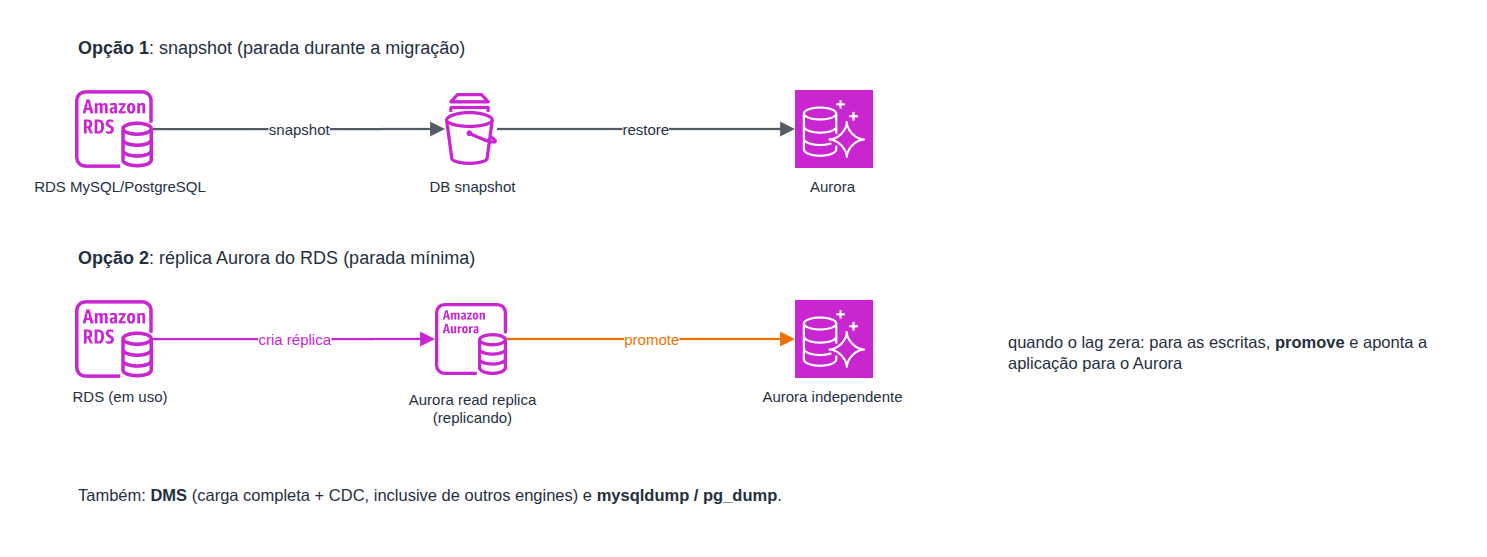 Opção 1: snapshot (parada durante a migração)
Amazon
RDS
snapshot
restore
RDS MySQL/PostgreSQL
DB snapshot
Aurora
Opção 2: réplica Aurora do RDS (parada mínima)
Amazon
RDS
cria réplica
Amazon
Aurora
promote
quando o lag zera: para as escritas, promove e aponta a
aplicação para o Aurora
RDS (em uso)
Aurora read replica
(replicando)
Aurora independente
Também: DMS (carga completa + CDC, inclusive de outros engines) e mysqldump / pg_dump.